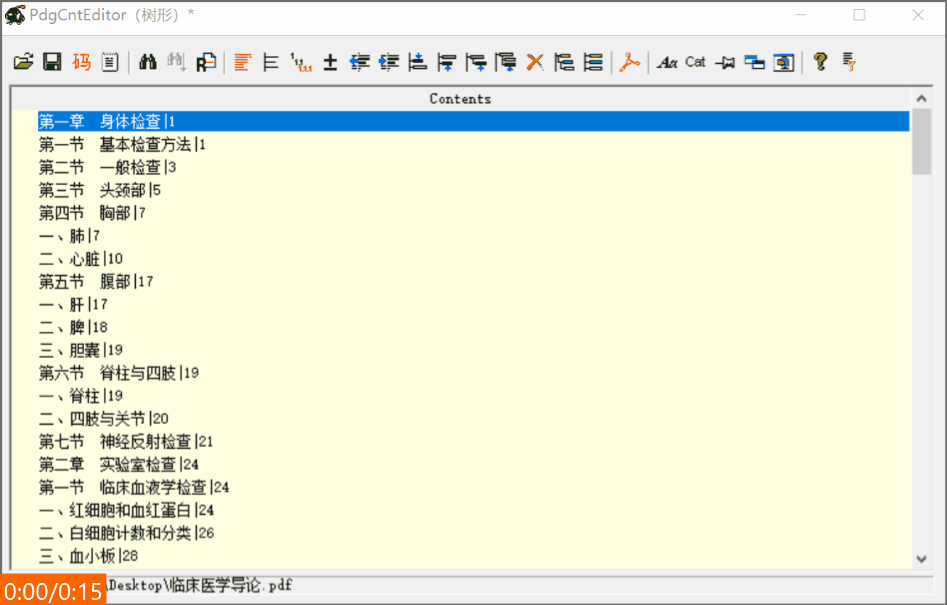 PdgCntEditor（树形）*
码 Aa Cat
Contents
第一章　身体检查|1
第一节　基本检查方法|1
第二节　一般检查|3
第三节　头颈部|5
第四节　胸部|7
一、肺|7
二、心脏|10
第五节　腹部|17
一、肝|17
二、脾|18
三、胆囊|19
第六节　脊柱与四肢|19
一、脊柱|19
二、四肢与关节|20
第七节　神经反射检查|21
第二章　实验室检查|24
第一节　临床血液学检查|24
一、红细胞和血红蛋白|24
二、白细胞计数和分类|26
三、血小板|28
0:00/0:15 \Desktop\临床医学导论.pdf